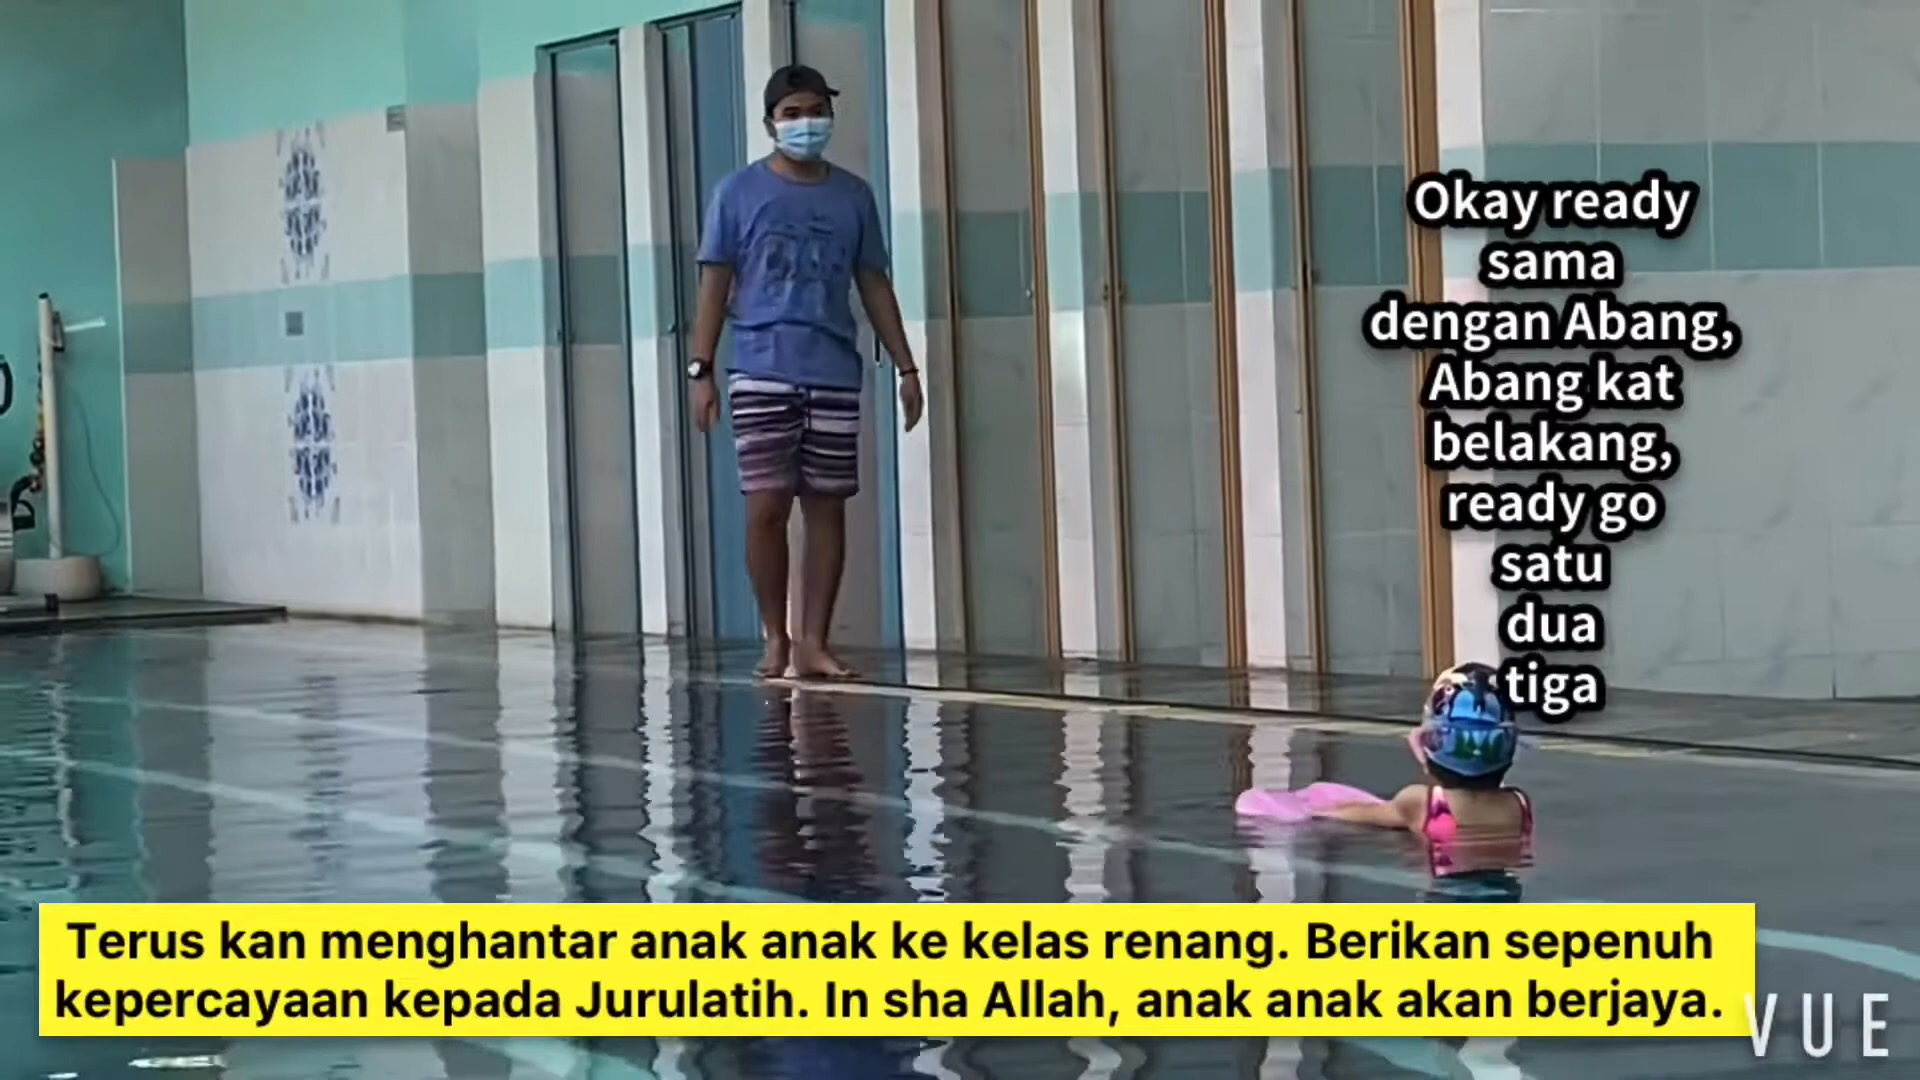 Okay ready
sama
dengan Abang,
Abang kat
belakang,
ready go
satu
dua
tiga
Terus kan menghantar anak anak ke kelas renang. Berikan sepenuh
kepercayaan kepada Jurulatih. In sha Allah, anak anak akan berjaya.
VUE